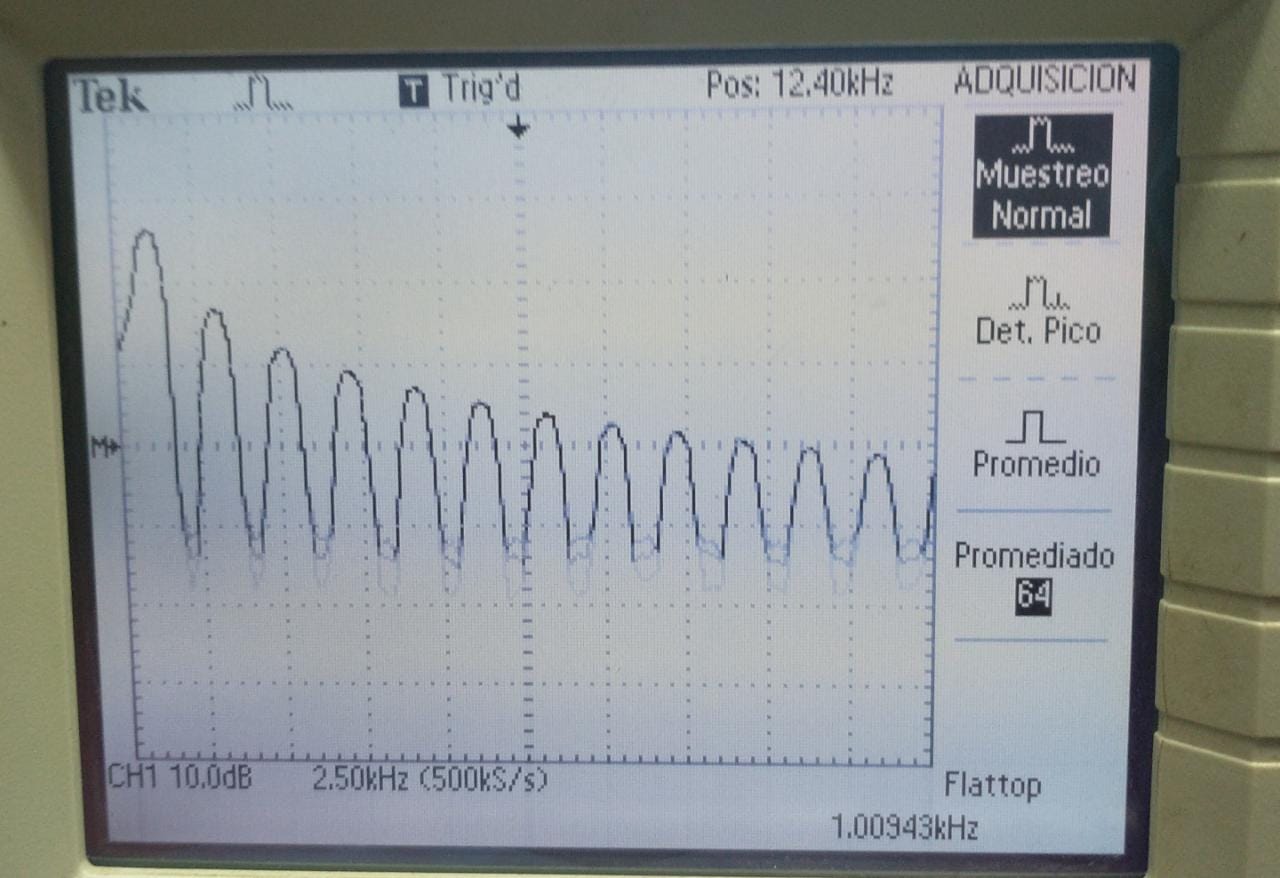 Tek
T Trig'd
Pos: 12.40kHz
ADQUISICION
Muestreo
Normal
Det. Pico
M
Promedio
Promediado
64
CH1 10.0dB
2.50kHz (500kS/s)
Flattop
1.00943kHz